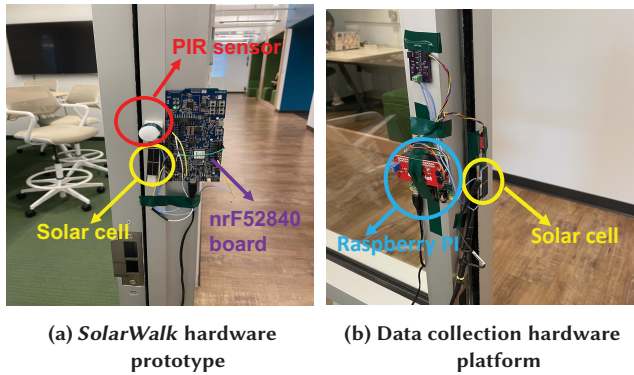 PIR sensor
Solar cell
nrF52840
board
Raspberry Pi
Solar cell
(a) SolarWalk hardware
prototype
(b) Data collection hardware
platform